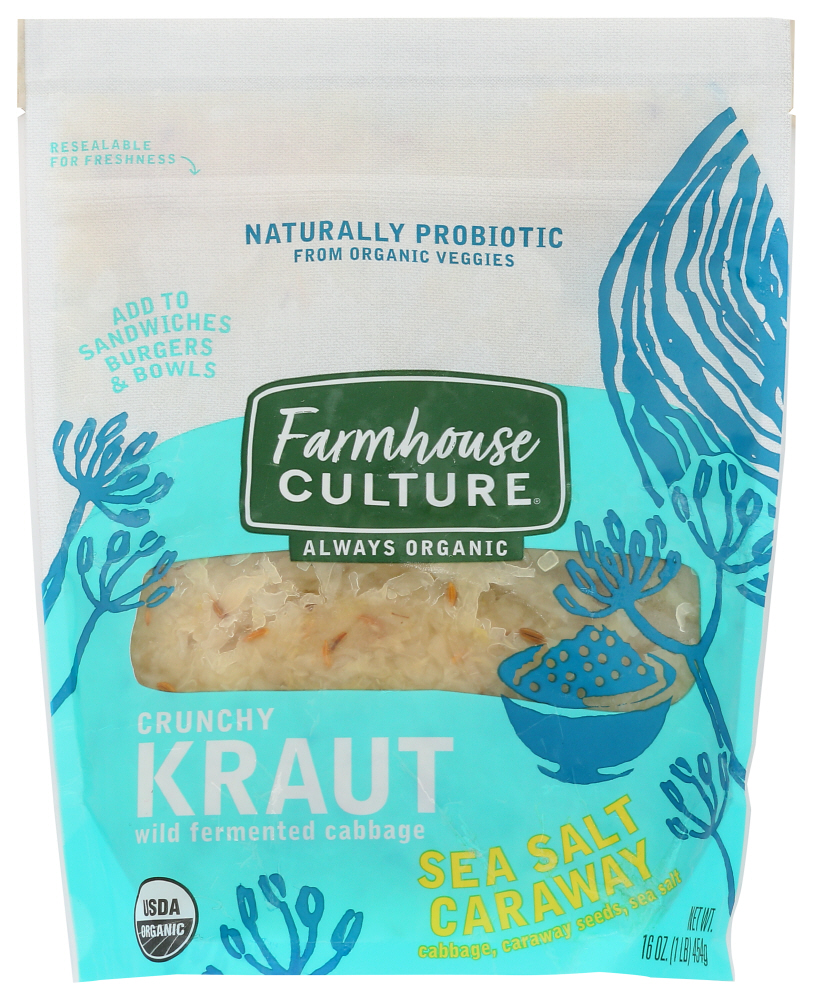 RESEALABLE
FOR FRESHNESS
NATURALLY PROBIOTIC
FROM ORGANIC VEGGIES
ADD TO
SANDWICHES
BURGERS
& BOWLS
Farmhouse
CULTURE®
ALWAYS ORGANIC
CRUNCHY
KRAUT
wild fermented cabbage
SEA SALT
CARAWAY
cabbage, caraway seeds, sea salt
USDA
ORGANIC
NET WT.
16 OZ. (1 LB) 454g